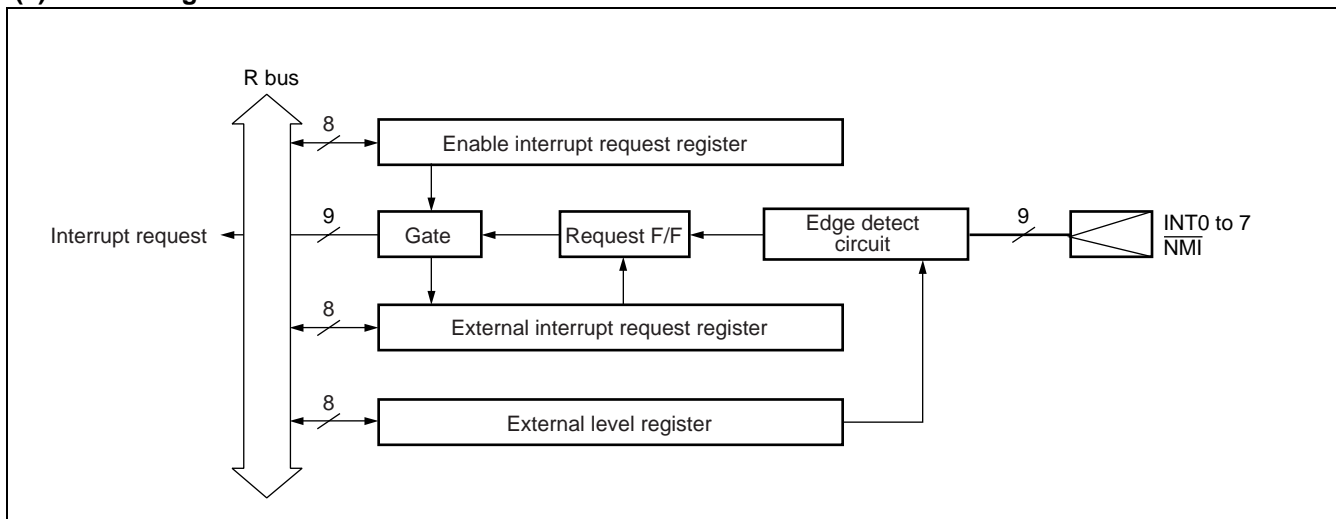 R bus
8
Enable interrupt request register
Interrupt request
9
Gate
Request F/F
Edge detect
circuit
9
INT0 to 7
NMI
8
External interrupt request register
8
External level register